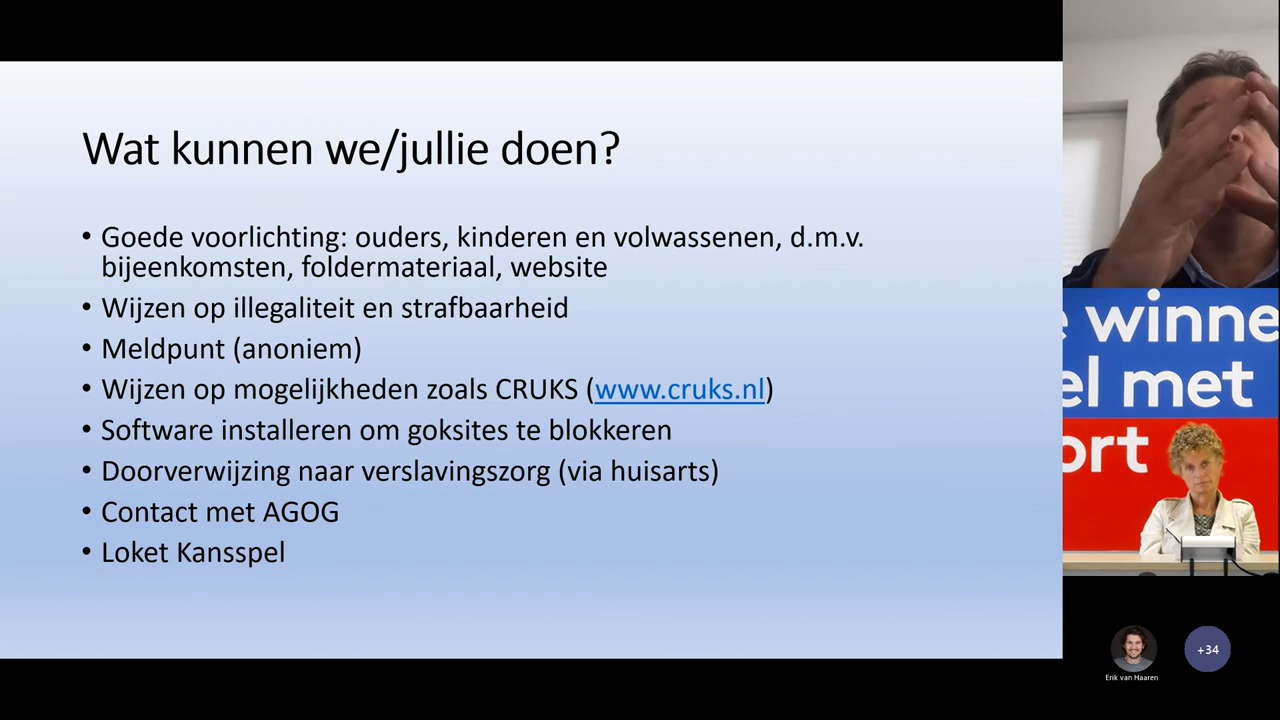 Wat kunnen we/jullie doen?
• Goede voorlichting: ouders, kinderen en volwassenen, d.m.v.
bijeenkomsten, foldermateriaal, website
• Wijzen op illegaliteit en strafbaarheid
• Meldpunt (anoniem)
• Wijzen op mogelijkheden zoals CRUKS (www.cruks.nl)
• Software installeren om goksites te blokkeren
• Doorverwijzing naar verslavingszorg (via huisarts)
• Contact met AGOG
• Loket Kansspel
e winne
el met
ort
Erik van Haaren
+34